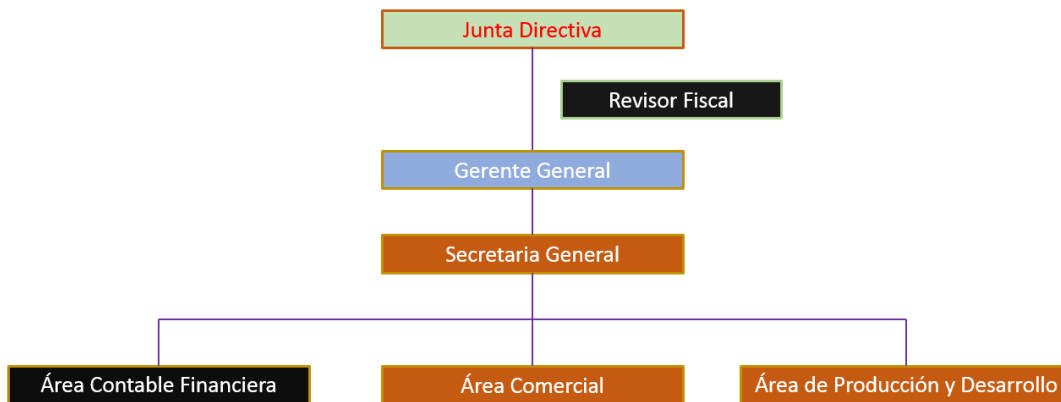 Junta Directiva
Revisor Fiscal
Gerente General
Secretaria General
Área Contable Financiera
Área Comercial
Área de Producción y Desarrollo